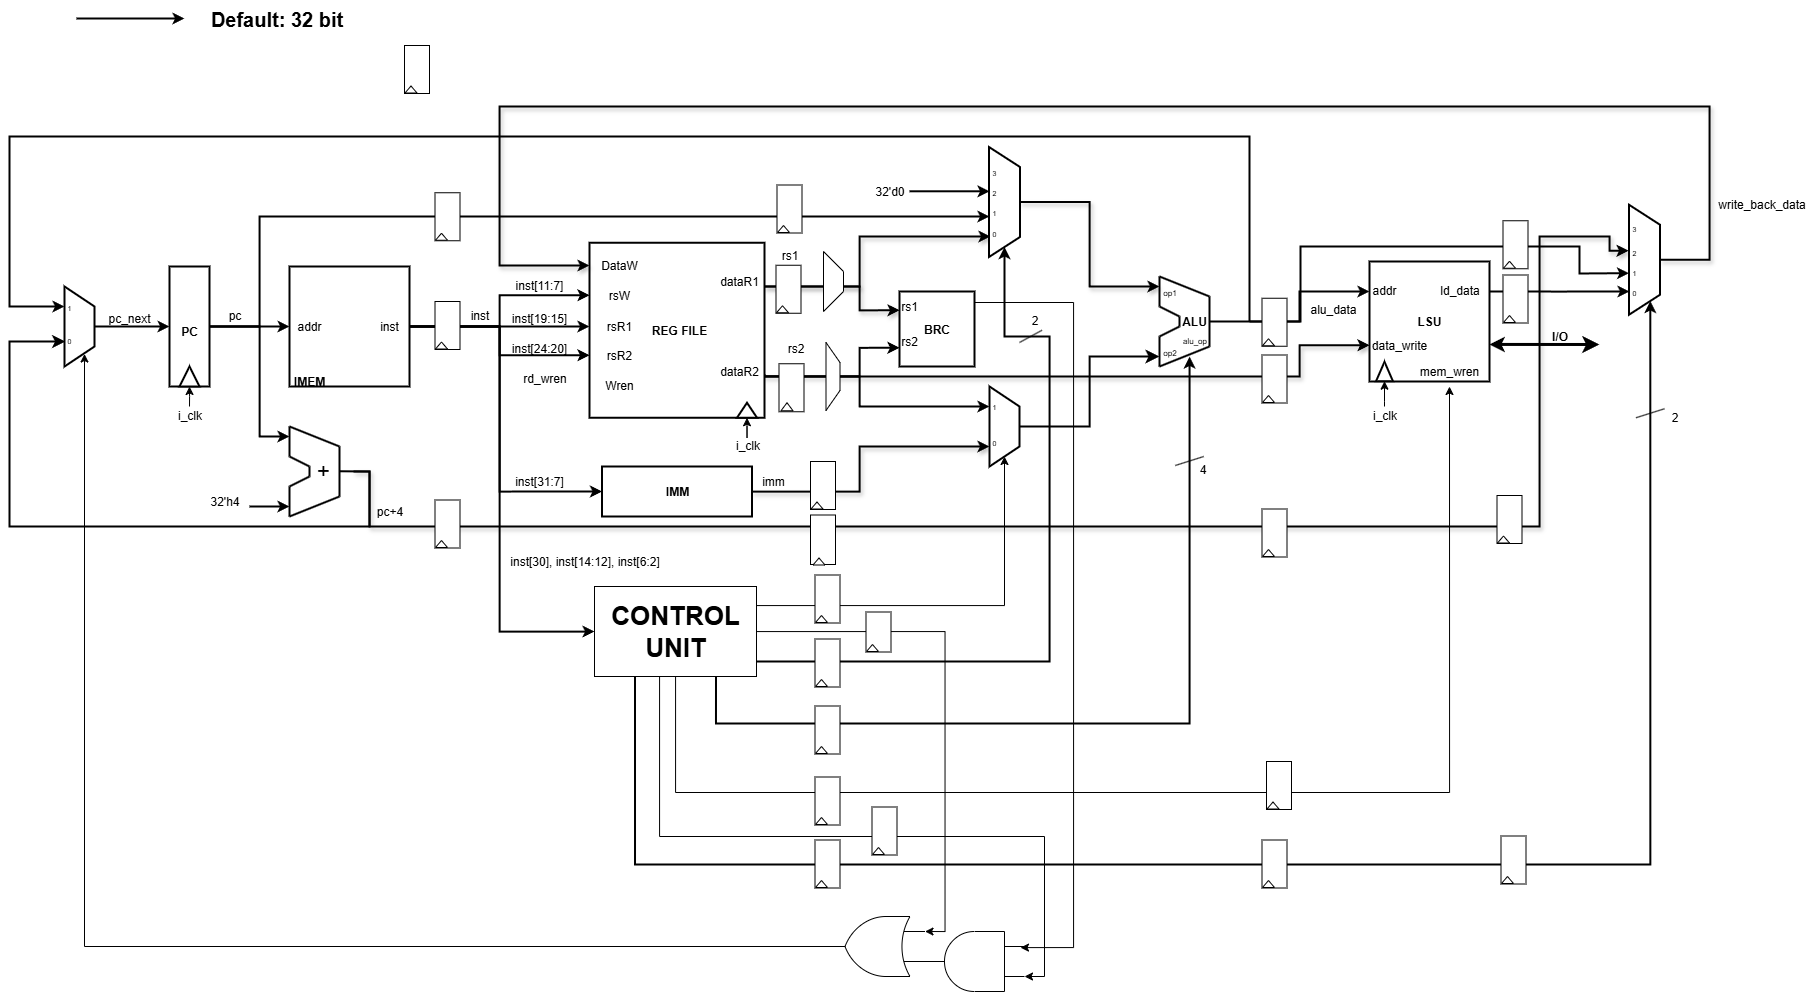 Default: 32 bit
write_back_data
32'd0
3
2
1
0
3
2
1
0
DataW
rs1
dataR1
inst[11:7]
rsW
op1
addr
ld_data
alu_data
1
pc_next
PC
pc
addr
inst
IMEM
i_clk
inst
inst[19:15]
rsR1
REG FILE
rs1
BRC
rs2
2
ALU
alu_op
op2
LSU
I/O
data_write
mem_wren
i_clk
0
inst[24:20]
rsR2
rs2
dataR2
rd_wren
Wren
i_clk
1
0
2
4
+
32'h4
pc+4
inst[31:7]
IMM
imm
inst[30], inst[14:12], inst[6:2]
CONTROL
UNIT